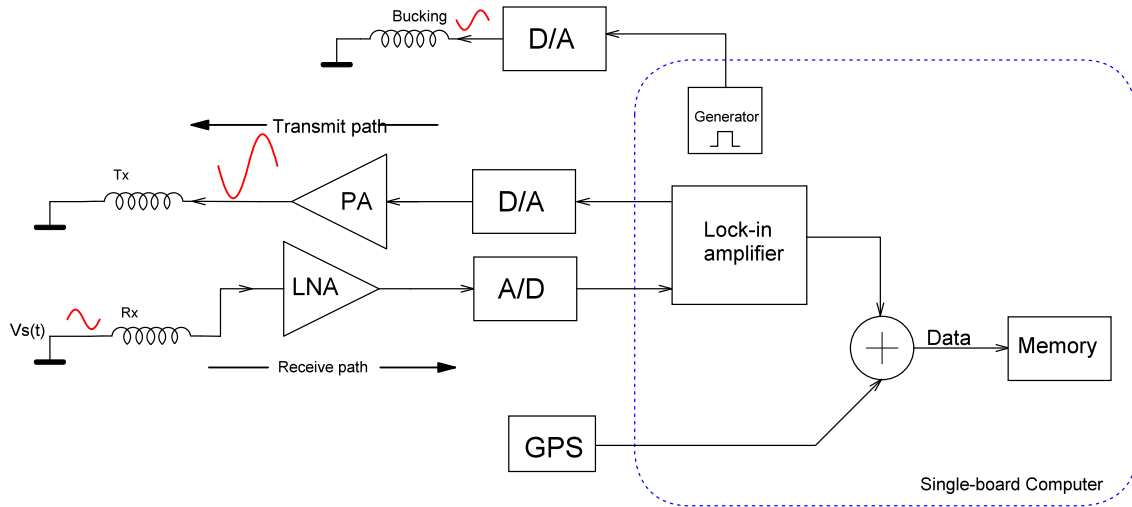 Bucking
D/A
Generator
Transmit path
Tx
PA
D/A
Lock-in
amplifier
Vs(t)
Rx
LNA
A/D
Receive path
Data
Memory
GPS
Single-board Computer